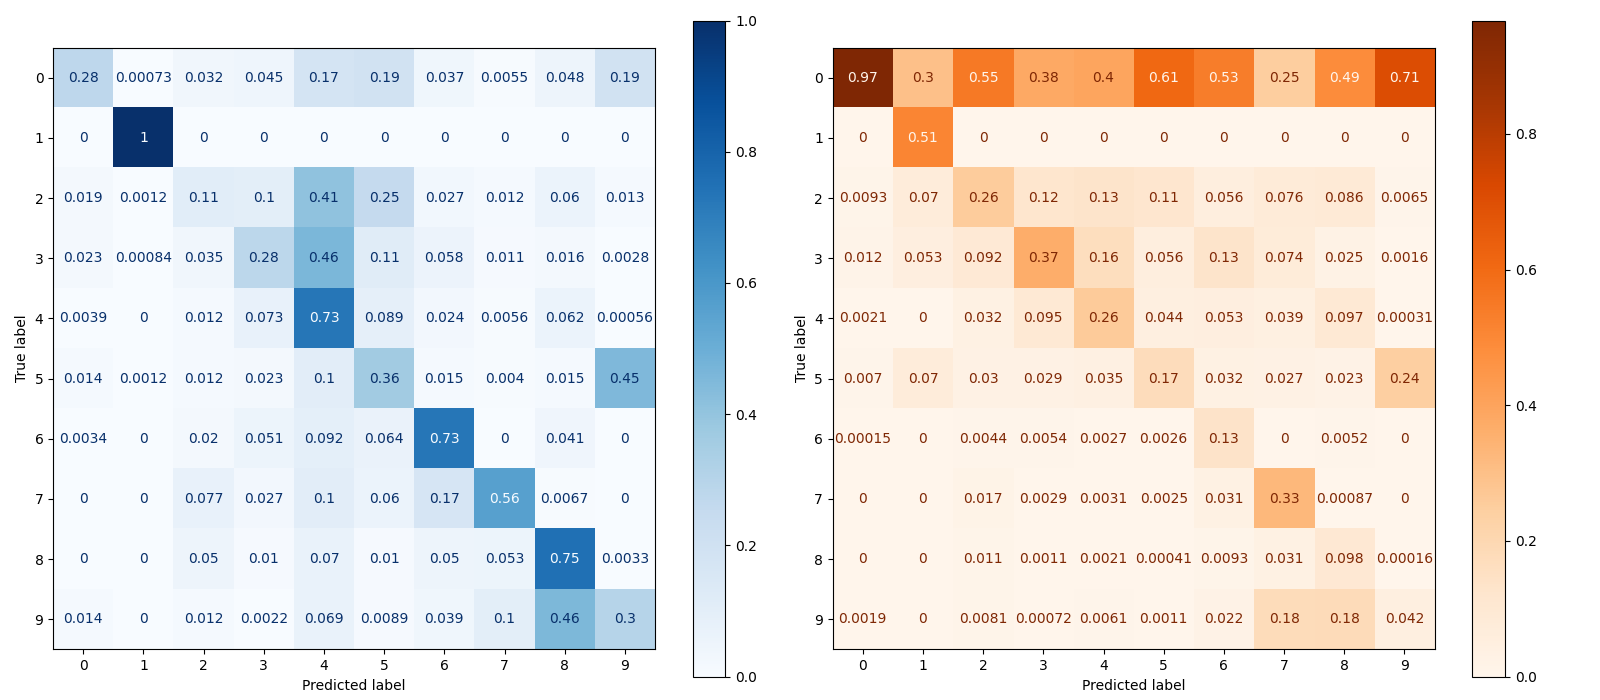 0 0.28 0.00073 0.032 0.045 0.17 0.19 0.037 0.0055 0.048 0.19
1 0 1 0 0 0 0 0 0 0 0
2 0.019 0.0012 0.11 0.1 0.41 0.25 0.027 0.012 0.06 0.013
3 0.023 0.00084 0.035 0.28 0.46 0.11 0.058 0.011 0.016 0.0028
4 0.0039 0 0.012 0.073 0.73 0.089 0.024 0.0056 0.062 0.00056
5 0.014 0.0012 0.012 0.023 0.1 0.36 0.015 0.004 0.015 0.45
6 0.0034 0 0.02 0.051 0.092 0.064 0.73 0 0.041 0
7 0 0 0.077 0.027 0.1 0.06 0.17 0.56 0.0067 0
8 0 0 0.05 0.01 0.07 0.01 0.05 0.053 0.75 0.0033
9 0.014 0 0.012 0.0022 0.069 0.0089 0.039 0.1 0.46 0.3
0 1 2 3 4 5 6 7 8 9
True label
Predicted label
1.0
0.8
0.6
0.4
0.2
0.0
0 0.97 0.3 0.55 0.38 0.4 0.61 0.53 0.25 0.49 0.71
1 0 0.51 0 0 0 0 0 0 0 0
2 0.0093 0.07 0.26 0.12 0.13 0.11 0.056 0.076 0.086 0.0065
3 0.012 0.053 0.092 0.37 0.16 0.056 0.13 0.074 0.025 0.0016
4 0.0021 0 0.032 0.095 0.26 0.044 0.053 0.039 0.097 0.00031
5 0.007 0.07 0.03 0.029 0.035 0.17 0.032 0.027 0.023 0.24
6 0.00015 0 0.0044 0.0054 0.0027 0.0026 0.13 0 0.0052 0
7 0 0 0.017 0.0029 0.0031 0.0025 0.031 0.33 0.00087 0
8 0 0 0.011 0.0011 0.0021 0.00041 0.0093 0.031 0.098 0.00016
9 0.0019 0 0.0081 0.00072 0.0061 0.0011 0.022 0.18 0.18 0.042
0 1 2 3 4 5 6 7 8 9
True label
Predicted label
0.8
0.6
0.4
0.2
0.0